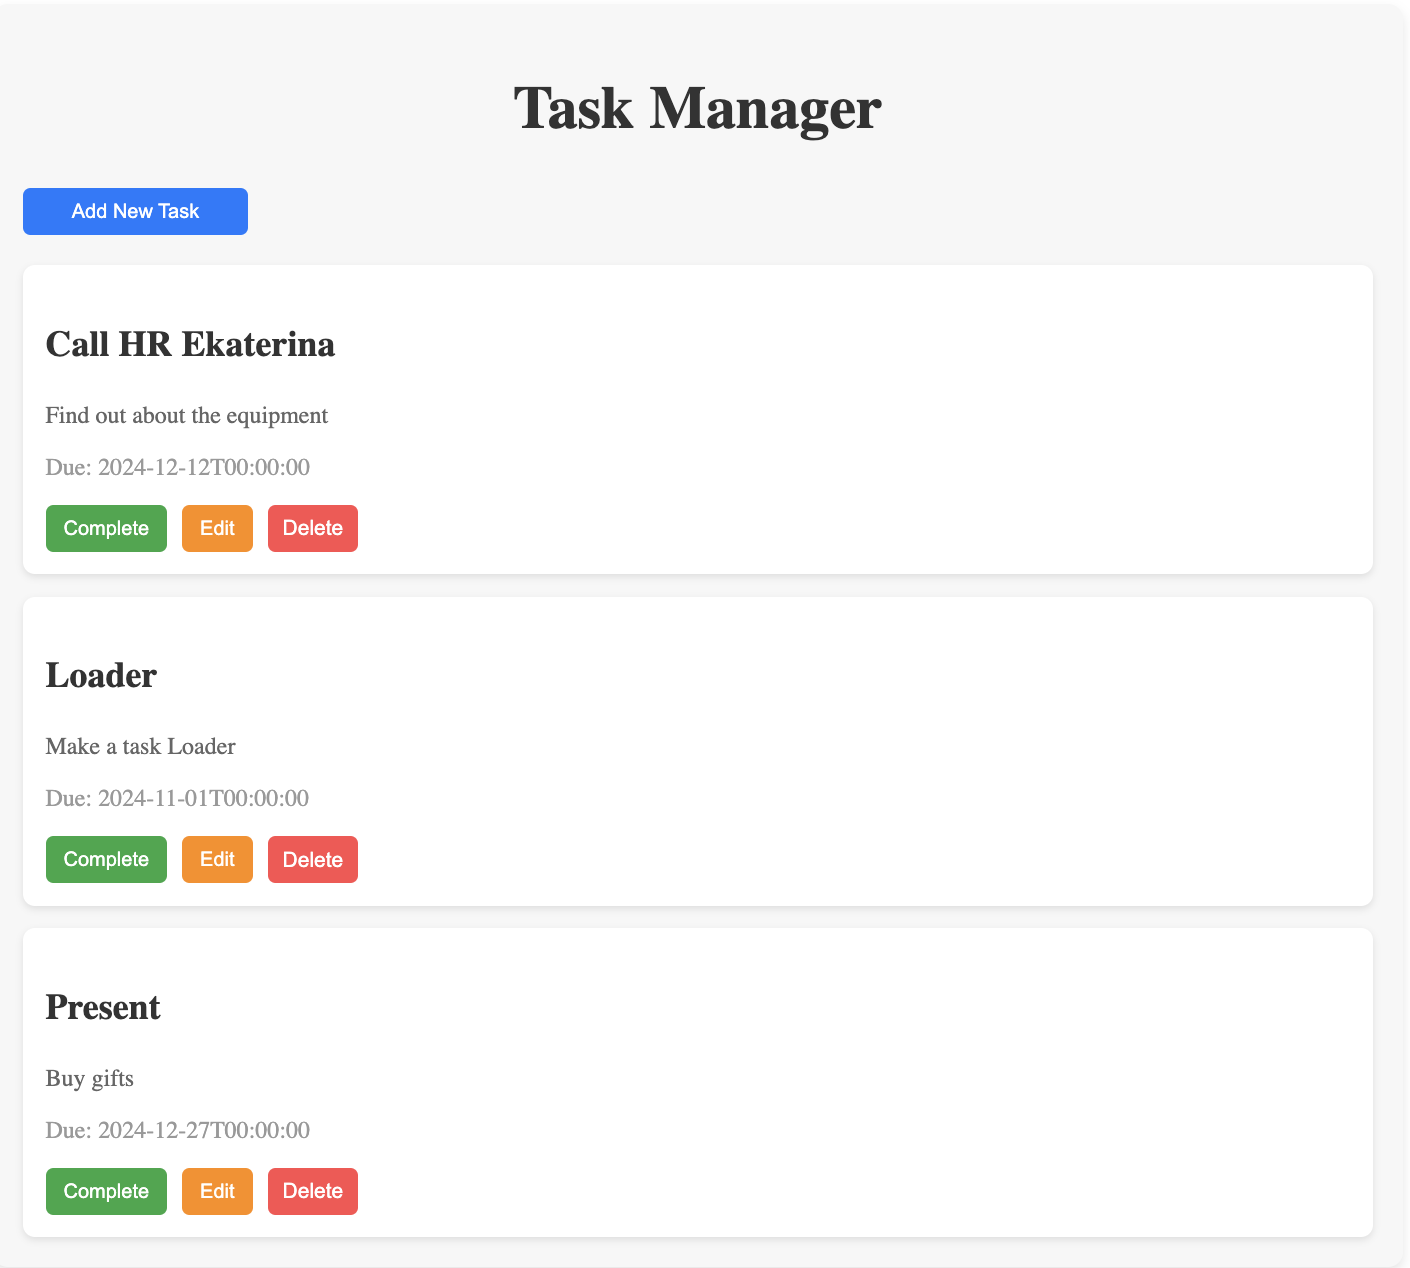 Task Manager
Add New Task
Call HR Ekaterina
Find out about the equipment
Due: 2024-12-12T00:00:00
Complete Edit Delete
Loader
Make a task Loader
Due: 2024-11-01T00:00:00
Complete Edit Delete
Present
Buy gifts
Due: 2024-12-27T00:00:00
Complete Edit Delete